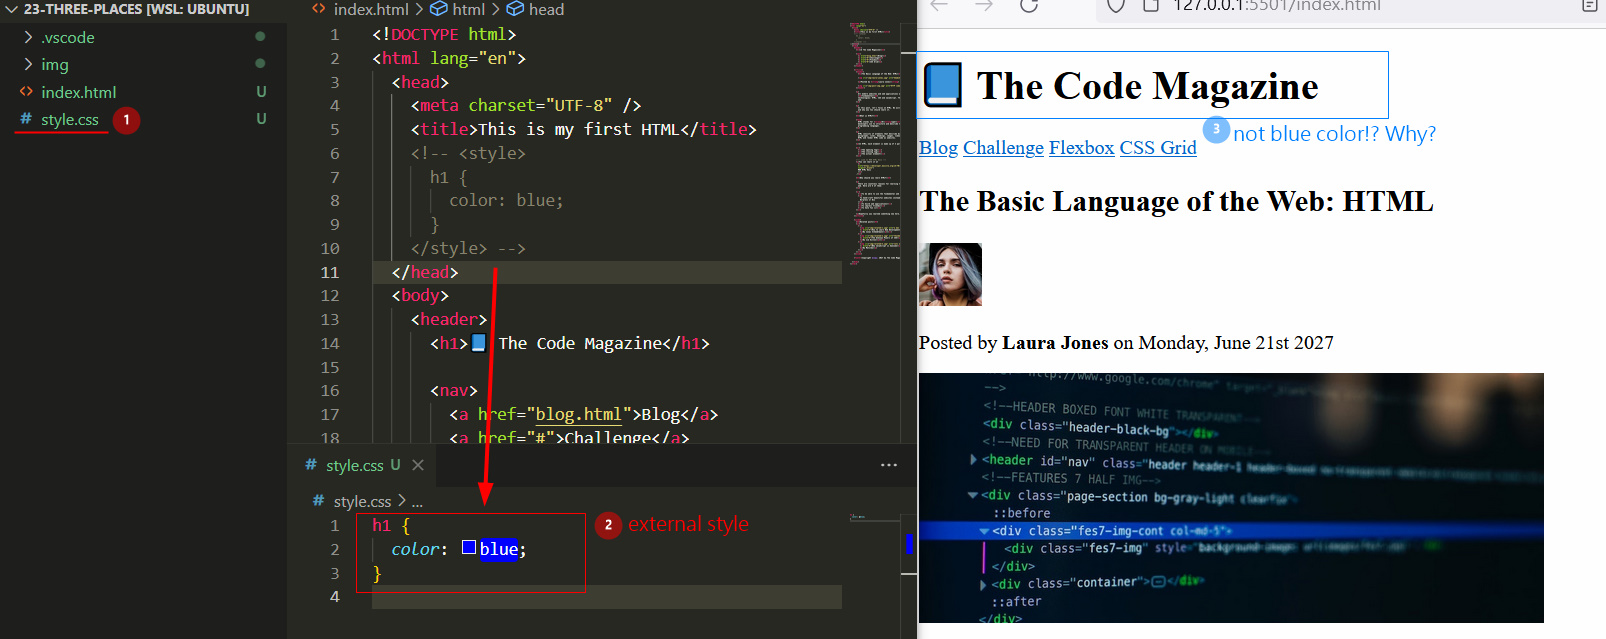 23-THREE-PLACES [WSL: UBUNTU]
.vscode
img
index.html U
# style.css 1 U
index.html > html > head
1 <!DOCTYPE html>
2 <html lang="en">
3 <head>
4 <meta charset="UTF-8" />
5 <title>This is my first HTML</title>
6 <!-- <style>
7 h1 {
8 color: blue;
9 }
10 </style> -->
11 </head>
12 <body>
13 <header>
14 <h1>📘 The Code Magazine</h1>
15
16 <nav>
17 <a href="blog.html">Blog</a>
18 <a href="#">Challenge</a>
# style.css U
# style.css > ...
1 h1 {
2 color: blue;
3 }
4
2 external style
127.0.0.1:5501/index.html
📘 The Code Magazine
3 not blue color!? Why?
Blog Challenge Flexbox CSS Grid
The Basic Language of the Web: HTML
Posted by Laura Jones on Monday, June 21st 2027
http://www.google.com/chrome"
-->
<!--HEADER BOXED FONT WHITE TRANSPARENT-->
<div class="header-black-bg"></div>
<!--NEED FOR TRANSPARENT HEADER ON MOBILE-->
<header id="nav" class="header
<!--FEATURES 7 HALF IMG-->
<div class="page-section bg-gray-light
::before
<div class="fes7-img-cont col-md-5">
<div class="fes7-img" style=
</div>
<div class="container"></div>
::after
</div>